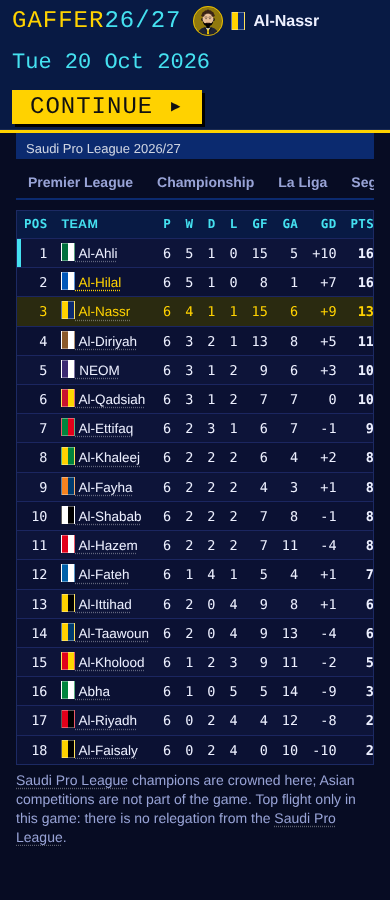 GAFFER26/27 Al-Nassr
Tue 20 Oct 2026
CONTINUE ▸
Saudi Pro League 2026/27
Premier League Championship La Liga Seg
POS TEAM P W D L GF GA GD PTS
1 Al-Ahli 6 5 1 0 15 5 +10 16
2 Al-Hilal 6 5 1 0 8 1 +7 16
3 Al-Nassr 6 4 1 1 15 6 +9 13
4 Al-Diriyah 6 3 2 1 13 8 +5 11
5 NEOM 6 3 1 2 9 6 +3 10
6 Al-Qadsiah 6 3 1 2 7 7 0 10
7 Al-Ettifaq 6 2 3 1 6 7 -1 9
8 Al-Khaleej 6 2 2 2 6 4 +2 8
9 Al-Fayha 6 2 2 2 4 3 +1 8
10 Al-Shabab 6 2 2 2 7 8 -1 8
11 Al-Hazem 6 2 2 2 7 11 -4 8
12 Al-Fateh 6 1 4 1 5 4 +1 7
13 Al-Ittihad 6 2 0 4 9 8 +1 6
14 Al-Taawoun 6 2 0 4 9 13 -4 6
15 Al-Kholood 6 1 2 3 9 11 -2 5
16 Abha 6 1 0 5 5 14 -9 3
17 Al-Riyadh 6 0 2 4 4 12 -8 2
18 Al-Faisaly 6 0 2 4 0 10 -10 2
Saudi Pro League champions are crowned here; Asian
competitions are not part of the game. Top flight only in
this game: there is no relegation from the Saudi Pro
League.